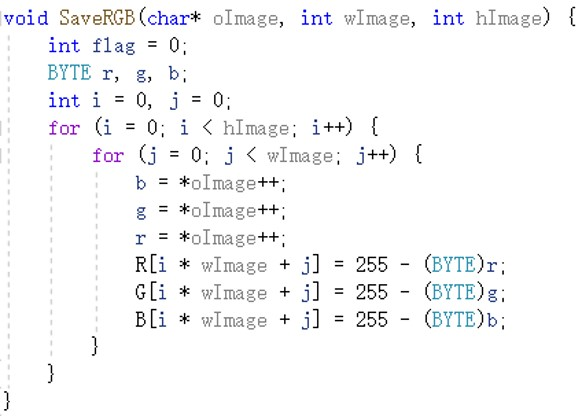 void SaveRGB(char* oImage, int wImage, int hImage) {
int flag = 0;
BYTE r, g, b;
int i = 0, j = 0;
for (i = 0; i < hImage; i++) {
for (j = 0; j < wImage; j++) {
b = *oImage++;
g = *oImage++;
r = *oImage++;
R[i * wImage + j] = 255 - (BYTE)r;
G[i * wImage + j] = 255 - (BYTE)g;
B[i * wImage + j] = 255 - (BYTE)b;
}
}
}